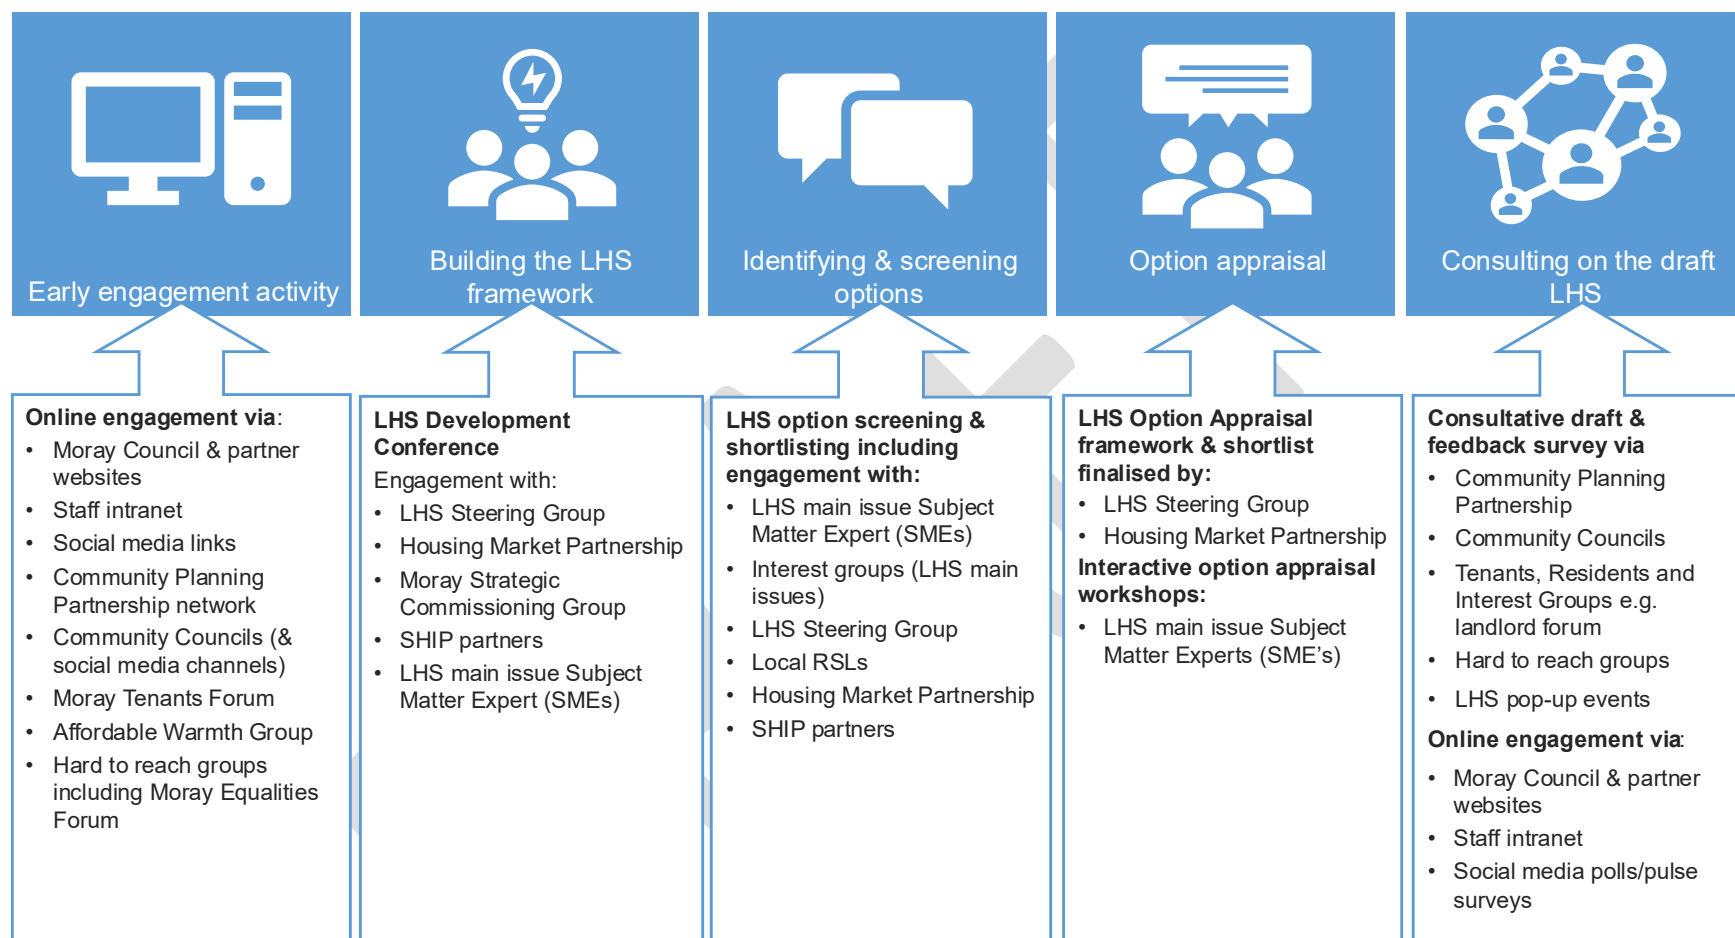 Early engagement activity
Building the LHS
framework
Identifying & screening
options
Option appraisal
Consulting on the draft
LHS
Online engagement via:
• Moray Council & partner
websites
• Staff intranet
• Social media links
• Community Planning
Partnership network
• Community Councils (&
social media channels)
• Moray Tenants Forum
• Affordable Warmth Group
• Hard to reach groups
including Moray Equalities
Forum
LHS Development
Conference
Engagement with:
• LHS Steering Group
• Housing Market Partnership
• Moray Strategic
Commissioning Group
• SHIP partners
• LHS main issue Subject
Matter Expert (SMEs)
LHS option screening &
shortlisting including
engagement with:
• LHS main issue Subject
Matter Expert (SMEs)
• Interest groups (LHS main
issues)
• LHS Steering Group
• Local RSLs
• Housing Market Partnership
• SHIP partners
LHS Option Appraisal
framework & shortlist
finalised by:
• LHS Steering Group
• Housing Market Partnership
Interactive option appraisal
workshops:
• LHS main issue Subject
Matter Experts (SME’s)
Consultative draft &
feedback survey via
• Community Planning
Partnership
• Community Councils
• Tenants, Residents and
Interest Groups e.g.
landlord forum
• Hard to reach groups
• LHS pop-up events
Online engagement via:
• Moray Council & partner
websites
• Staff intranet
• Social media polls/pulse
surveys